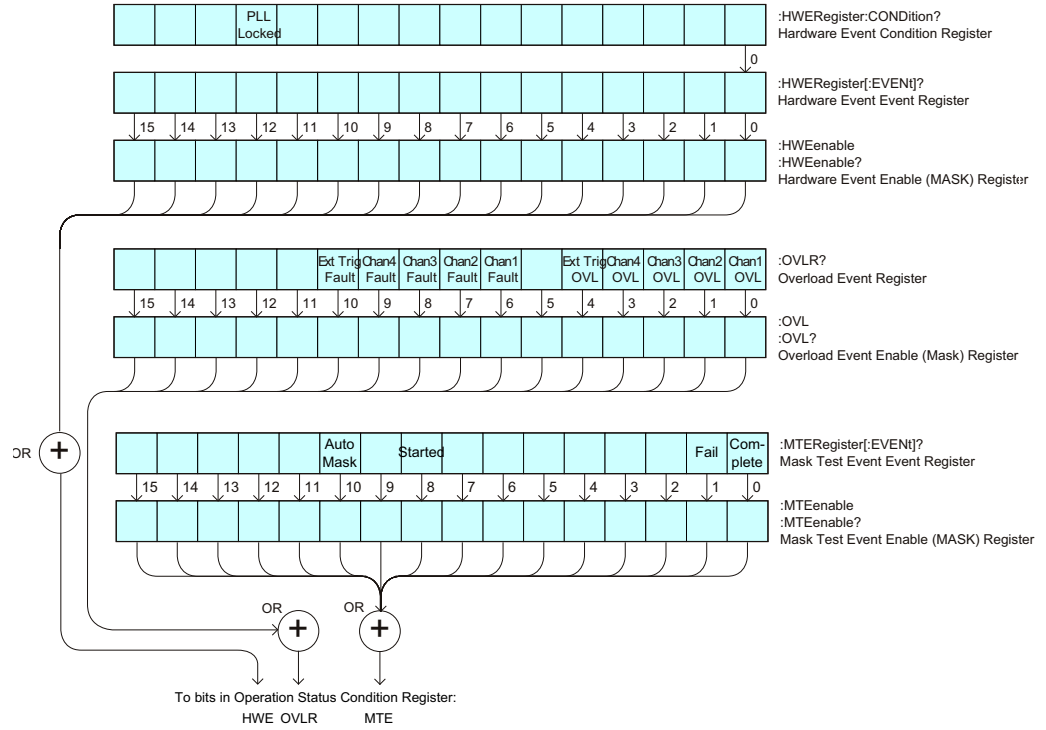 PLL
Locked
:HWERegister:CONDition?
Hardware Event Condition Register
0
:HWERegister[:EVENt]?
Hardware Event Event Register
15 14 13 12 11 10 9 8 7 6 5 4 3 2 1 0
:HWEenable
:HWEenable?
Hardware Event Enable (MASK) Register
Ext Trig Chan4 Chan3 Chan2 Chan1 Ext Trig Chan4 Chan3 Chan2 Chan1
Fault Fault Fault Fault Fault OVL OVL OVL OVL OVL
:OVLR?
Overload Event Register
15 14 13 12 11 10 9 8 7 6 5 4 3 2 1 0
:OVL
:OVL?
Overload Event Enable (Mask) Register
OR
+
Auto
Mask
Started
Fail
Com-
plete
:MTERegister[:EVENt]?
Mask Test Event Event Register
15 14 13 12 11 10 9 8 7 6 5 4 3 2 1 0
:MTEenable
:MTEenable?
Mask Test Event Enable (MASK) Register
OR OR
+ +
To bits in Operation Status Condition Register:
HWE OVLR MTE